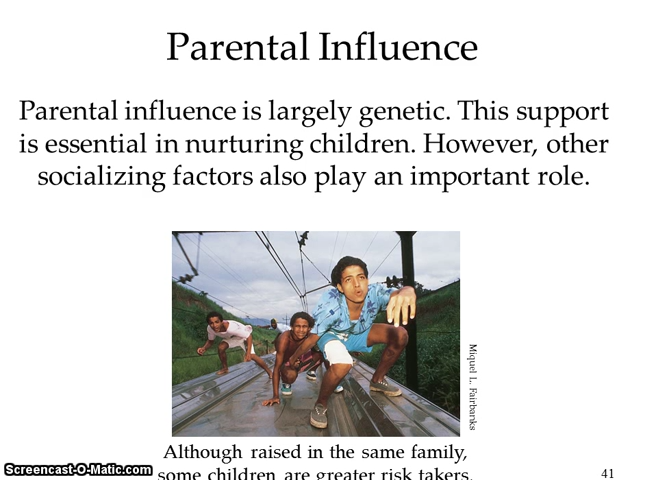 Parental Influence
Parental influence is largely genetic. This support
is essential in nurturing children. However, other
socializing factors also play an important role.
Miquel L. Fairbanks
Although raised in the same family,
some children are greater risk takers.
Screencast-O-Matic.com
41